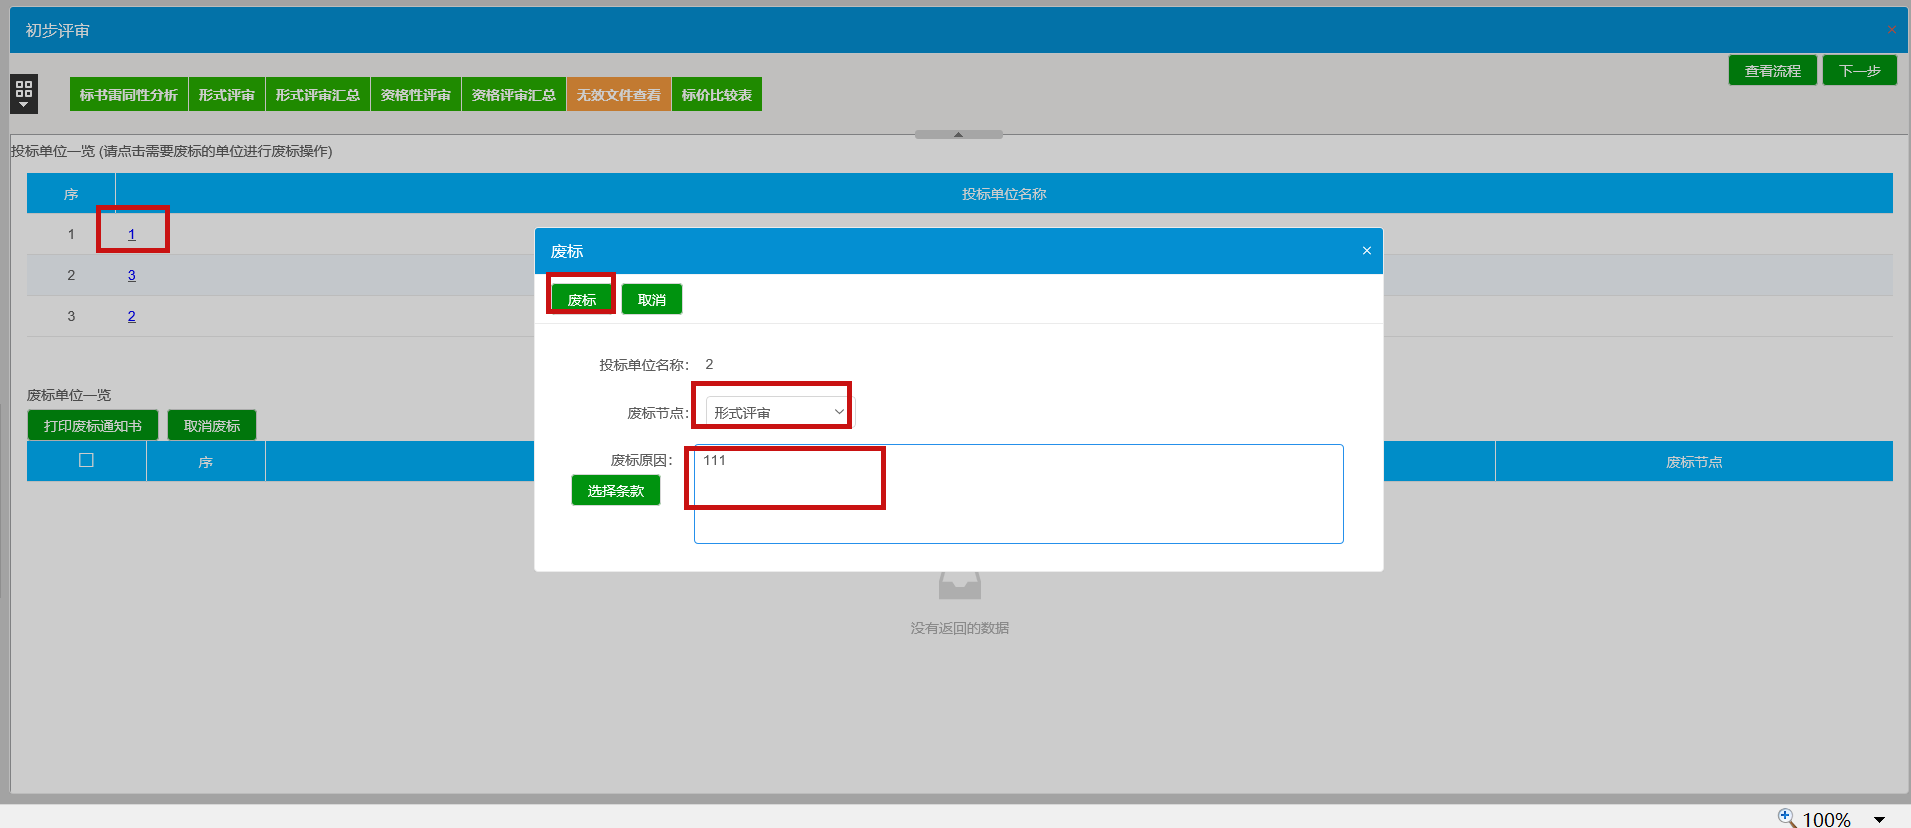 初步评审
×
查看流程 下一步
标书雷同性分析 形式评审 形式评审汇总 资格性评审 资格评审汇总 无效文件查看 标价比较表
投标单位一览 (请点击需要废标的单位进行废标操作)
序 投标单位名称
1 1
2 3
3 2
废标 ×
废标 取消
投标单位名称： 2
废标节点： 形式评审
废标原因： 111
选择条款
废标单位一览
打印废标通知书 取消废标
序 废标节点
没有返回的数据
100%